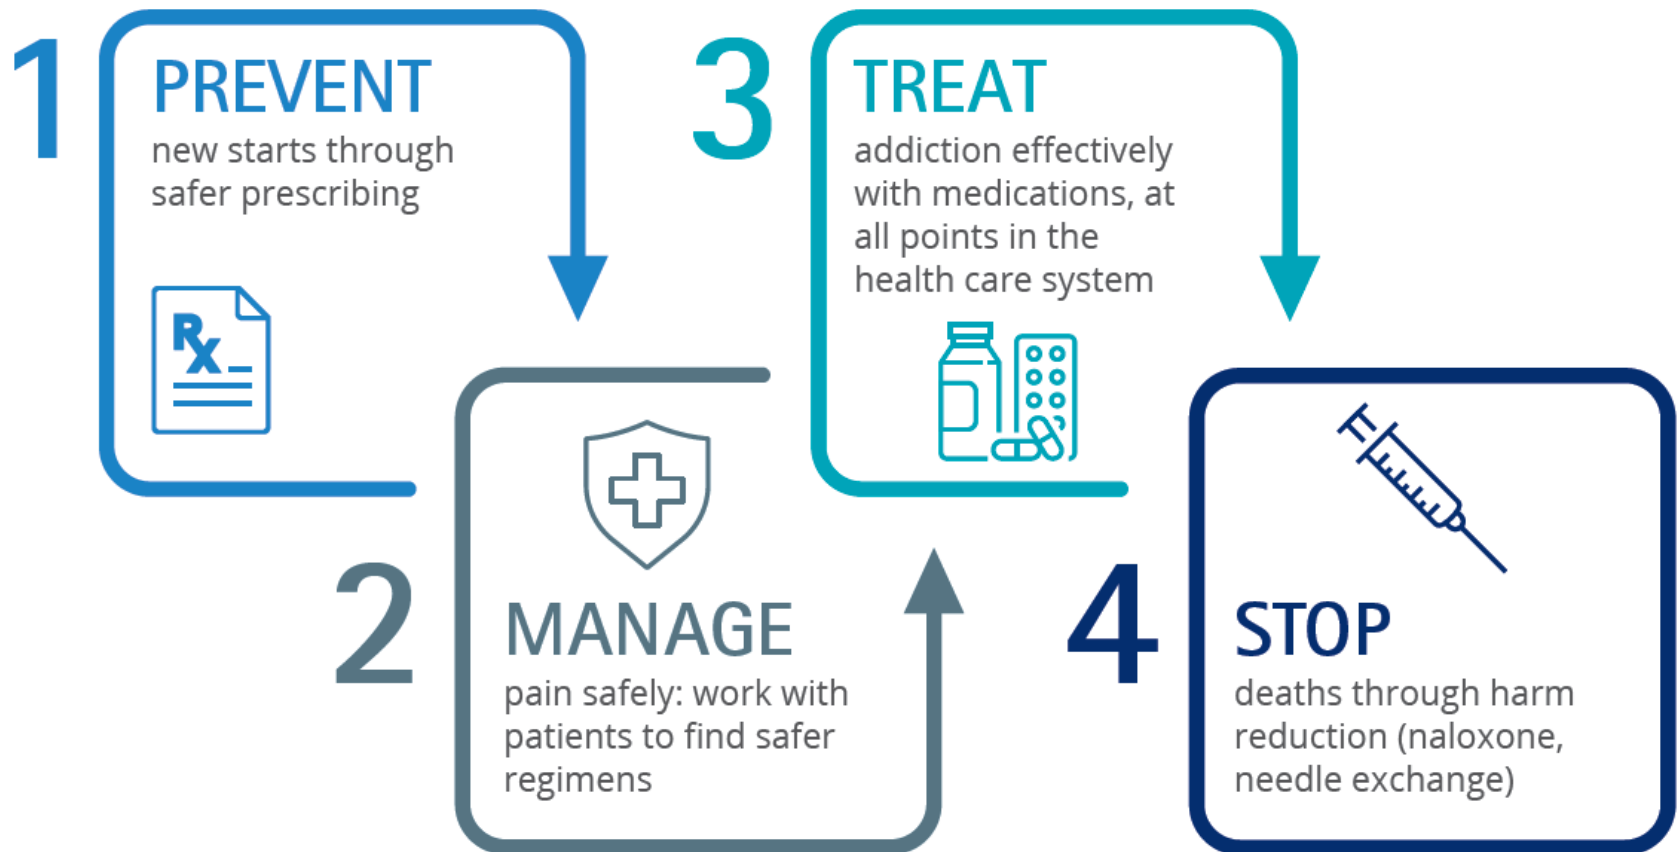 1
PREVENT
new starts through
safer prescribing
Rx
2
MANAGE
pain safely: work with
patients to find safer
regimens
3
TREAT
addiction effectively
with medications, at
all points in the
health care system
4
STOP
deaths through harm
reduction (naloxone,
needle exchange)